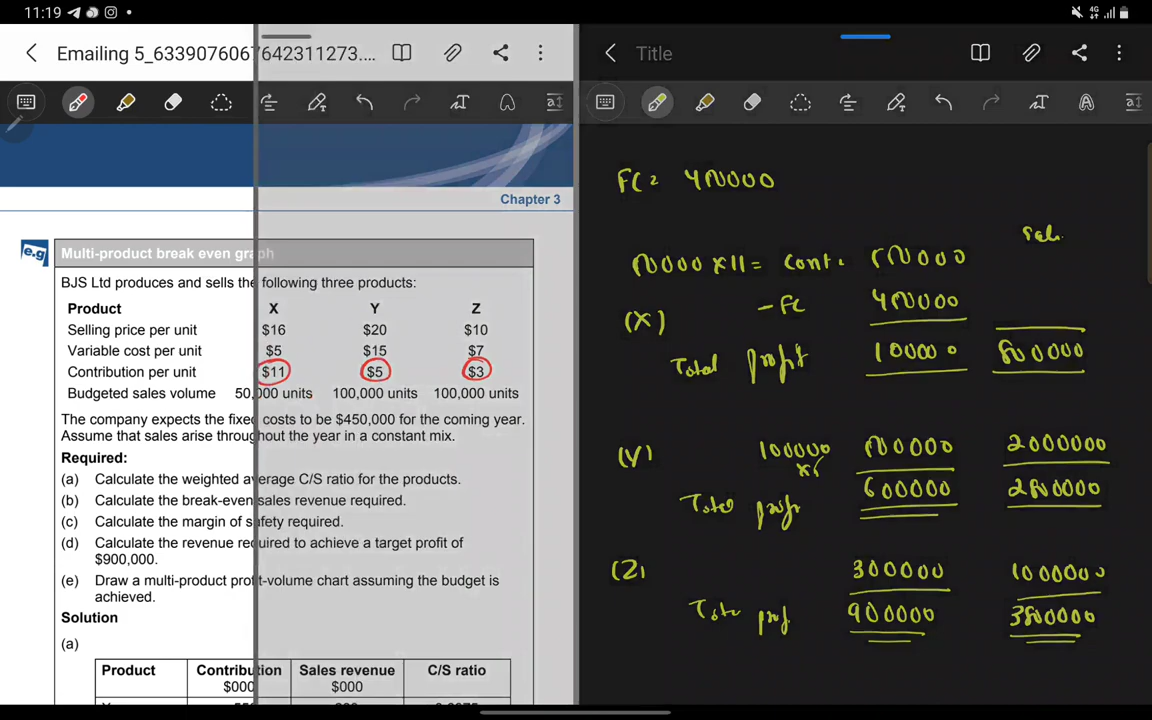 11:19
4G
Emailing 5_6339076067642311273....
Title
Chapter 3
e.g
Multi-product break even graph
BJS Ltd produces and sells the following three products:
Product X Y Z
Selling price per unit $16 $20 $10
Variable cost per unit $5 $15 $7
Contribution per unit $11 $5 $3
Budgeted sales volume 50,000 units 100,000 units 100,000 units
The company expects the fixed costs to be $450,000 for the coming year.
Assume that sales arise throughout the year in a constant mix.
Required:
(a) Calculate the weighted average C/S ratio for the products.
(b) Calculate the break-even sales revenue required.
(c) Calculate the margin of safety required.
(d) Calculate the revenue required to achieve a target profit of
$900,000.
(e) Draw a multi-product profit-volume chart assuming the budget is
achieved.
Solution
(a)
Product Contribution Sales revenue C/S ratio
$000 $000
FC = 450000
Sal
50000 x 11 = Cont = 550000
(X) - FC 450000
Total profit 100000 800000
(Y) 100000 500000 2000000
x5
Total prof 600000 2800000
(Z) 300000 1000000
Tota prof 900000 3800000